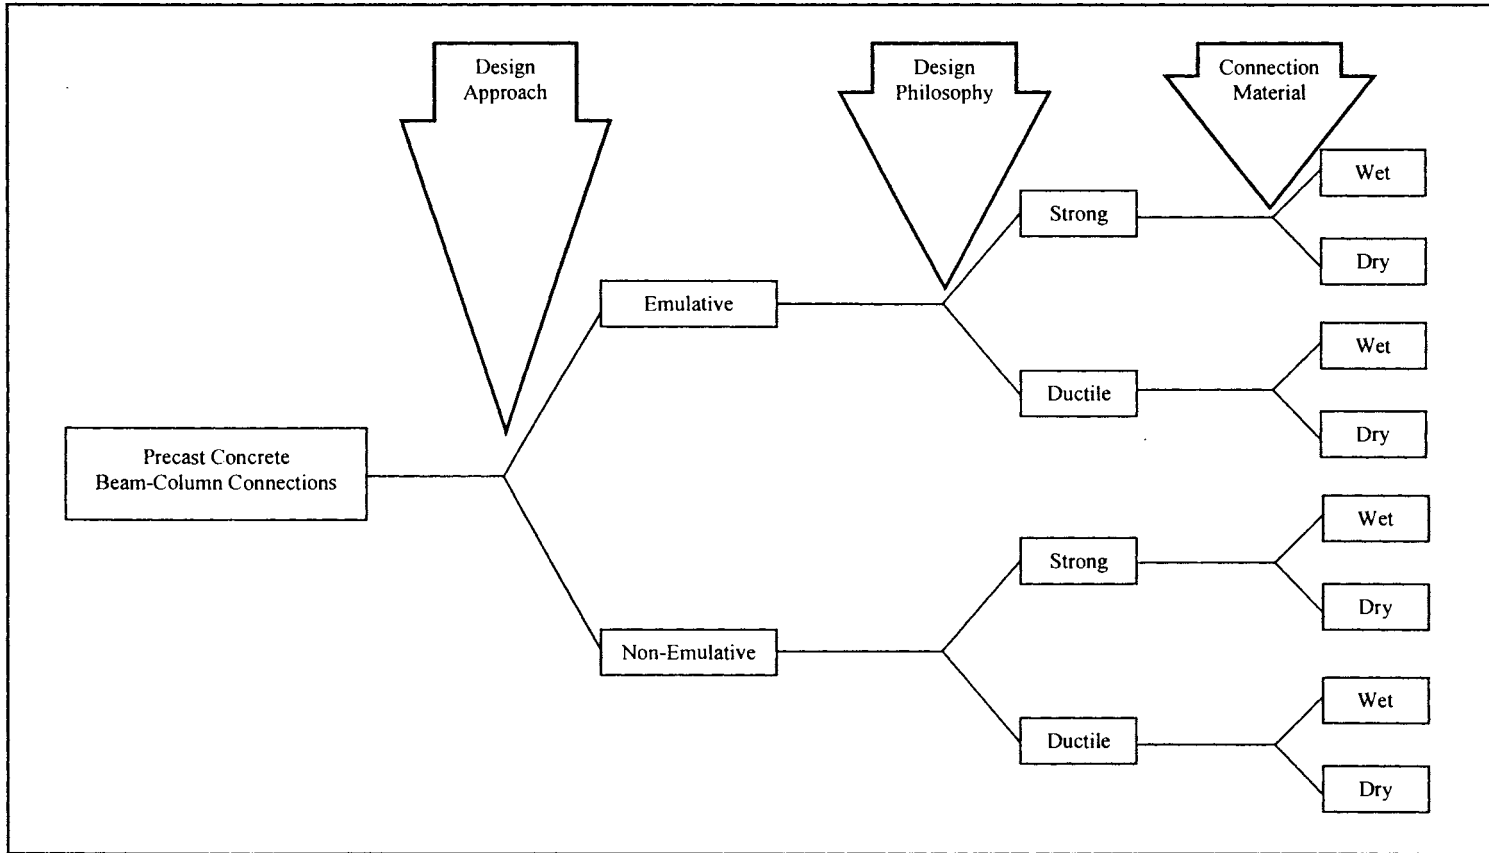 Design
Approach
Design
Philosophy
Connection
Material
Wet
Strong
Dry
Emulative
Wet
Ductile
Dry
Precast Concrete
Beam-Column Connections
Wet
Strong
Dry
Non-Emulative
Wet
Ductile
Dry